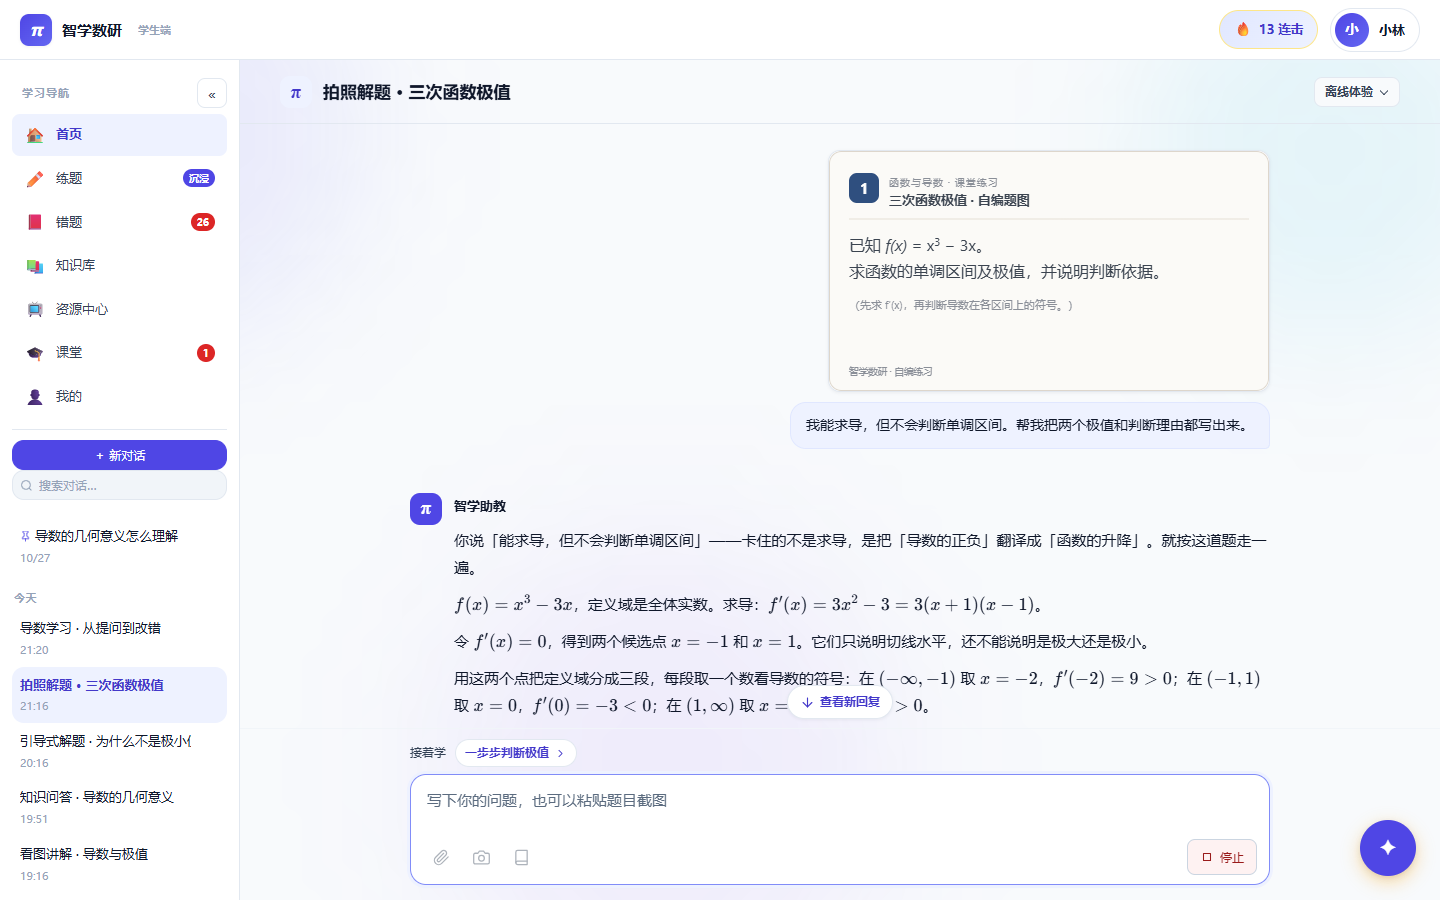 π 智学数研 学生端
13 连击
小 小林
学习导航 «
首页
练题 沉浸
错题 26
知识库
资源中心
课堂 1
我的
+ 新对话
搜索对话...
导数的几何意义怎么理解
10/27
今天
导数学习 · 从提问到改错
21:20
拍照解题 • 三次函数极值
21:16
引导式解题 · 为什么不是极小
20:16
知识问答 · 导数的几何意义
19:51
看图讲解 · 导数与极值
19:16
π 拍照解题 • 三次函数极值
离线体验
1
函数与导数 · 课堂练习
三次函数极值 · 自编题图
已知 f(x) = x³ − 3x。
求函数的单调区间及极值，并说明判断依据。
（先求 f′(x)，再判断导数在各区间上的符号。）
智学数研 · 自编练习
我能求导，但不会判断单调区间。帮我把两个极值和判断理由都写出来。
π 智学助教
你说「能求导，但不会判断单调区间」——卡住的不是求导，是把「导数的正负」翻译成「函数的升降」。就按这道题走一
遍。
f(x) = x³ − 3x，定义域是全体实数。求导：f′(x) = 3x² − 3 = 3(x + 1)(x − 1)。
令 f′(x) = 0，得到两个候选点 x = −1 和 x = 1。它们只说明切线水平，还不能说明是极大还是极小。
用这两个点把定义域分成三段，每段取一个数看导数的符号：在 (−∞, −1) 取 x = −2，f′(−2) = 9 > 0；在 (−1, 1)
取 x = 0，f′(0) = −3 < 0；在 (1, ∞) 取 x = > 0。
查看新回复
接着学 一步步判断极值
写下你的问题，也可以粘贴题目截图
停止